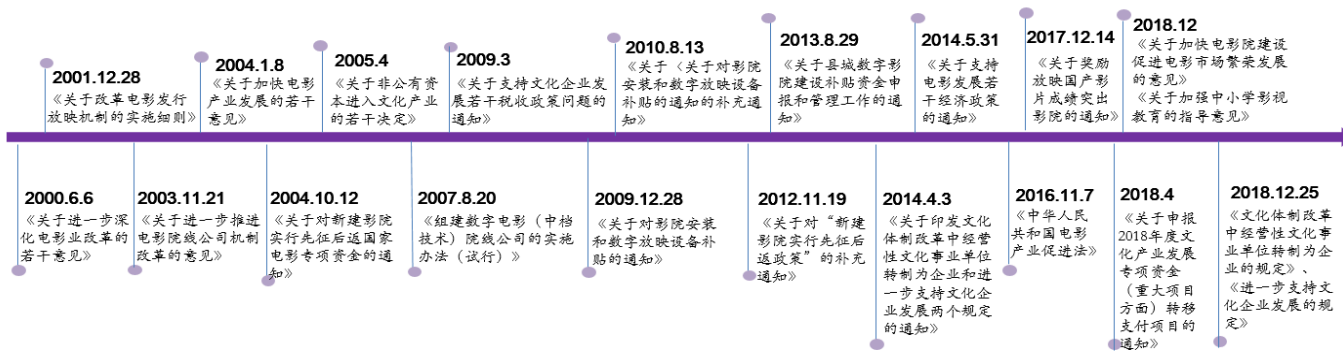 2001.12.28
《关于改革电影发行
放映机制的实施细则》
2004.1.8
《关于加快电影
产业发展的若干
意见》
2005.4
《关于非公有资
本进入文化产业
的若干决定》
2009.3
《关于支持文化企业发
展若干税收政策问题的
通知》
2010.8.13
《关于〈关于对影院
安装和数字放映设备
补贴的通知的补充通
知》
2013.8.29
《关于县城数字影
院建设补贴资金申
报和管理工作的通
知》
2014.5.31
《关于支持
电影发展若
干经济政策
的通知》
2017.12.14
《关于奖励
放映国产影
片成绩突出
影院的通知》
2018.12
《关于加快电影院建设
促进电影市场繁荣发展
的意见》
《关于加强中小学影视
教育的指导意见》
2000.6.6
《关于进一步深
化电影业改革的
若干意见》
2003.11.21
《关于进一步推进
电影院线公司机制
改革的意见》
2004.10.12
《关于对新建影院
实行先征后返国家
电影专项资金的通
知》
2007.8.20
《组建数字电影（中档
技术）院线公司的实施
办法（试行）》
2009.12.28
《关于对影院安装
和数字放映设备补
贴的通知》
2012.11.19
《关于对“新建
影院实行先征后
返政策”的补充
通知》
2014.4.3
《关于印发文化
体制改革中经营
性文化事业单位
转制为企业和进
一步支持文化企
业发展两个规定
的通知》
2016.11.7
《中华人民
共和国电影
产业促进法》
2018.4
《关于申报
2018年度文
化产业发展
专项资金
（重大项目
方面）转移
支付项目的
通知》
2018.12.25
《文化体制改革
中经营性文化事
业单位转制为
企业的规定》、
《进一步支持文
化企业发展的规
定》